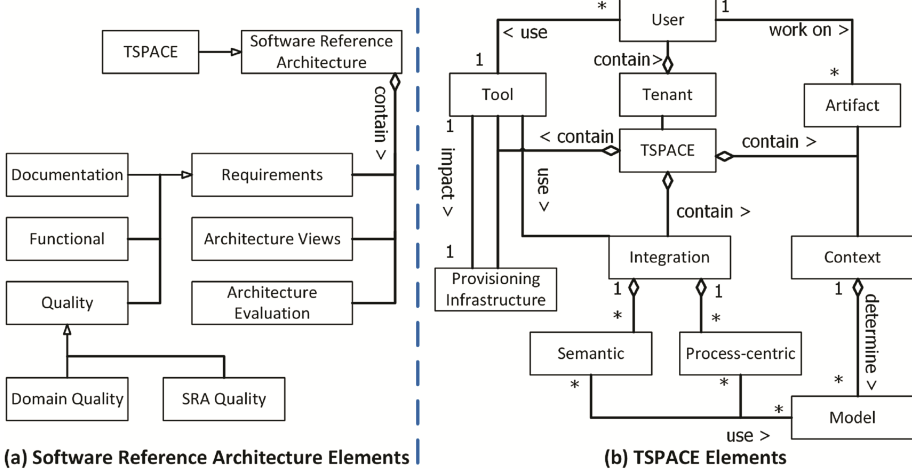 TSPACE
Software Reference
Architecture
contain >
Documentation
Requirements
Functional
Architecture Views
Quality
Architecture
Evaluation
Domain Quality
SRA Quality
(a) Software Reference Architecture Elements
*
User
1
< use
work on >
1
contain>
*
Tool
Tenant
Artifact
1
< contain
TSPACE
contain >
impact >
use >
contain >
1
Integration
Context
Provisioning
Infrastructure
1
1
1
*
*
determine >
Semantic
Process-centric
*
*
*
*
Model
use >
(b) TSPACE Elements